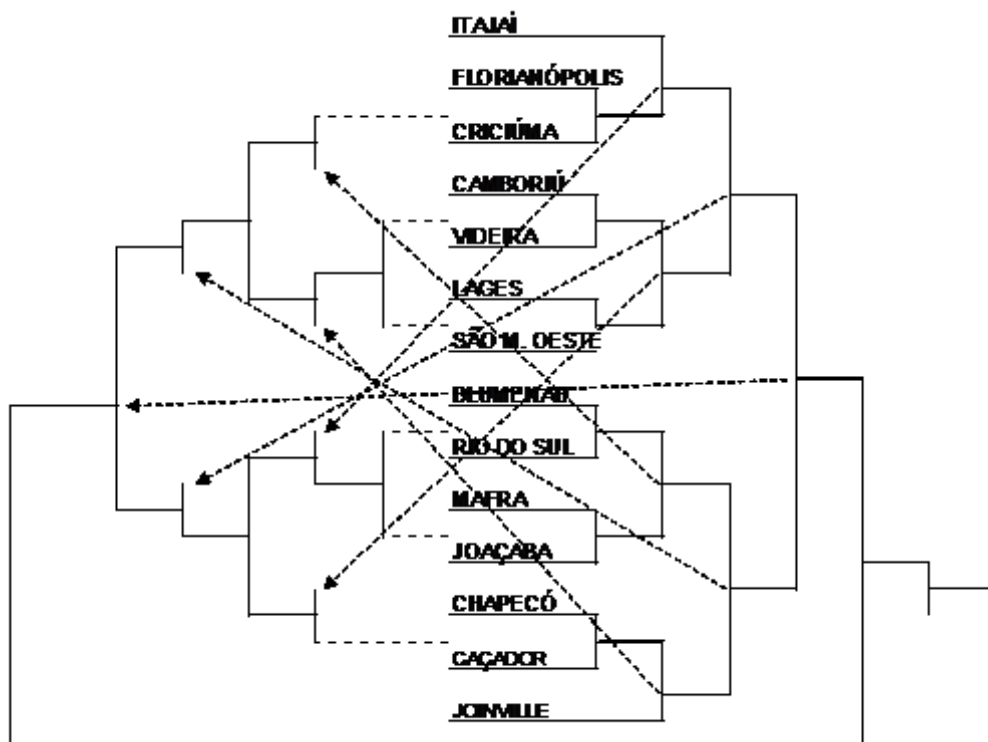 ITAJAÍ
FLORIANÓPOLIS
CRICIÚMA
CAMBORIÚ
VIDEIRA
LAGES
SÃO M. OESTE
BLUMENAU
RIO DO SUL
MAFRA
JOAÇABA
CHAPECÓ
CAÇADOR
JOINVILLE